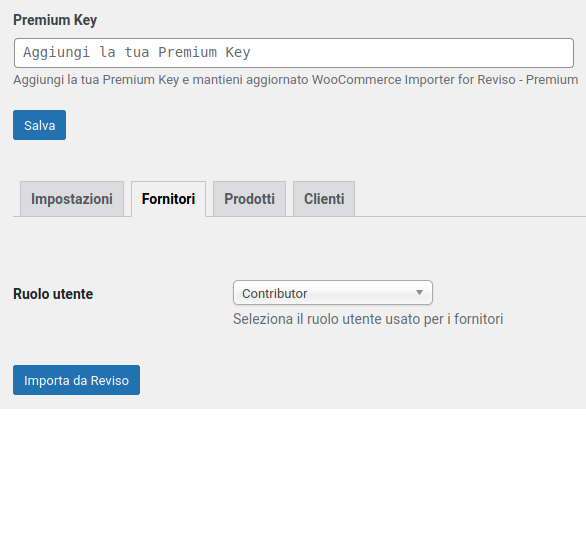 Premium Key
Aggiungi la tua Premium Key
Aggiungi la tua Premium Key e mantieni aggiornato WooCommerce Importer for Reviso - Premium
Salva
Impostazioni Fornitori Prodotti Clienti
Ruolo utente Contributor
Seleziona il ruolo utente usato per i fornitori
Importa da Reviso